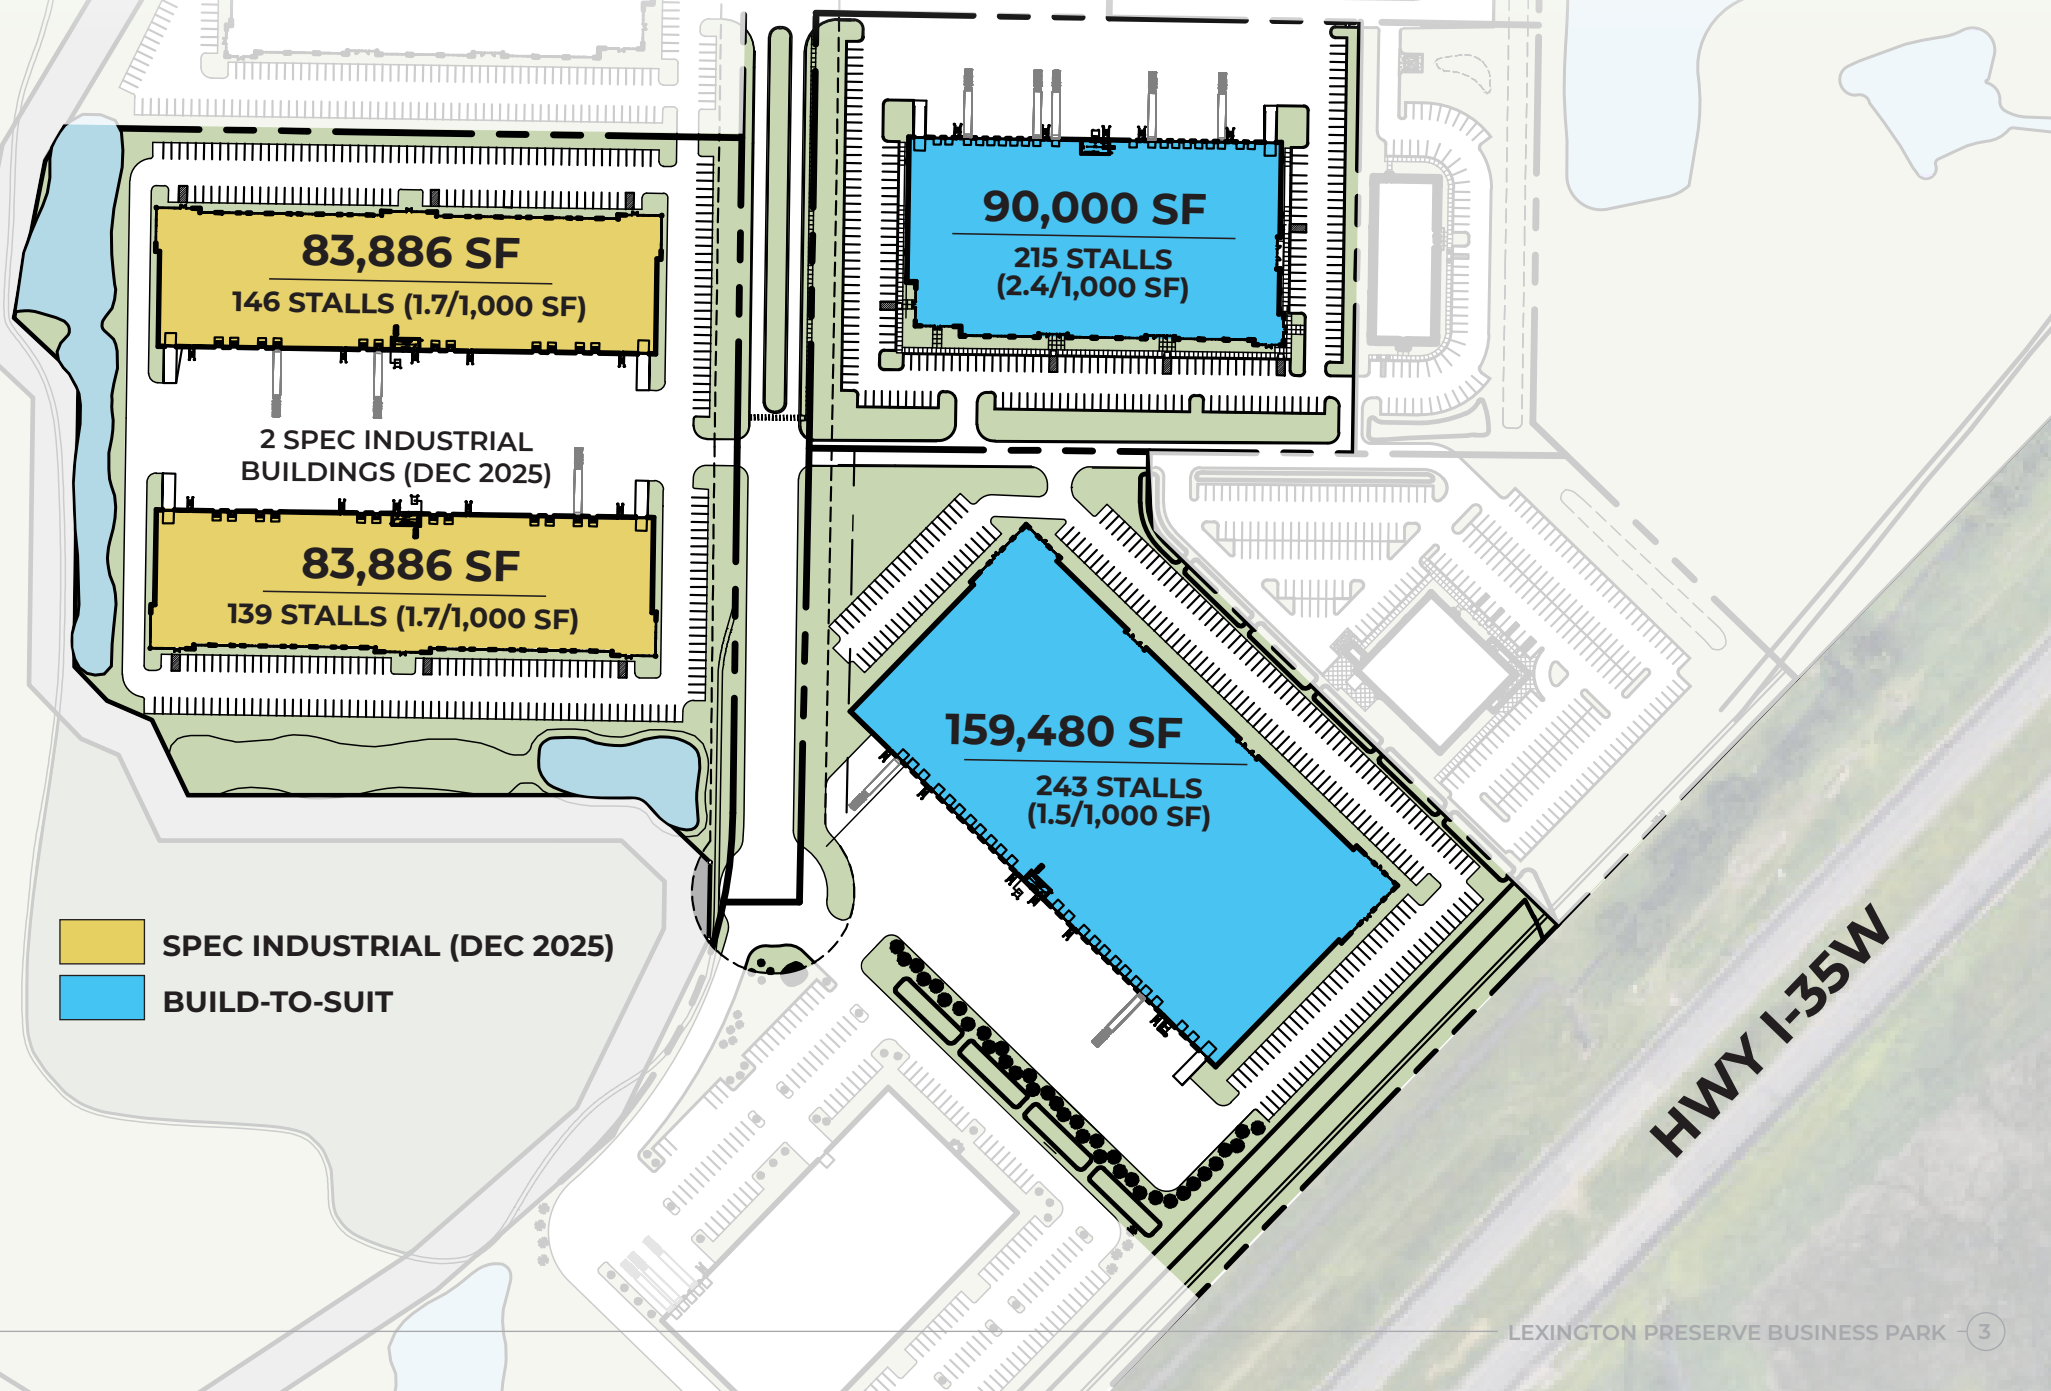 83,886 SF
146 STALLS (1.7/1,000 SF)
2 SPEC INDUSTRIAL
BUILDINGS (DEC 2025)
83,886 SF
139 STALLS (1.7/1,000 SF)
90,000 SF
215 STALLS
(2.4/1,000 SF)
159,480 SF
243 STALLS
(1.5/1,000 SF)
SPEC INDUSTRIAL (DEC 2025)
BUILD-TO-SUIT
HWY I-35W
LEXINGTON PRESERVE BUSINESS PARK 3